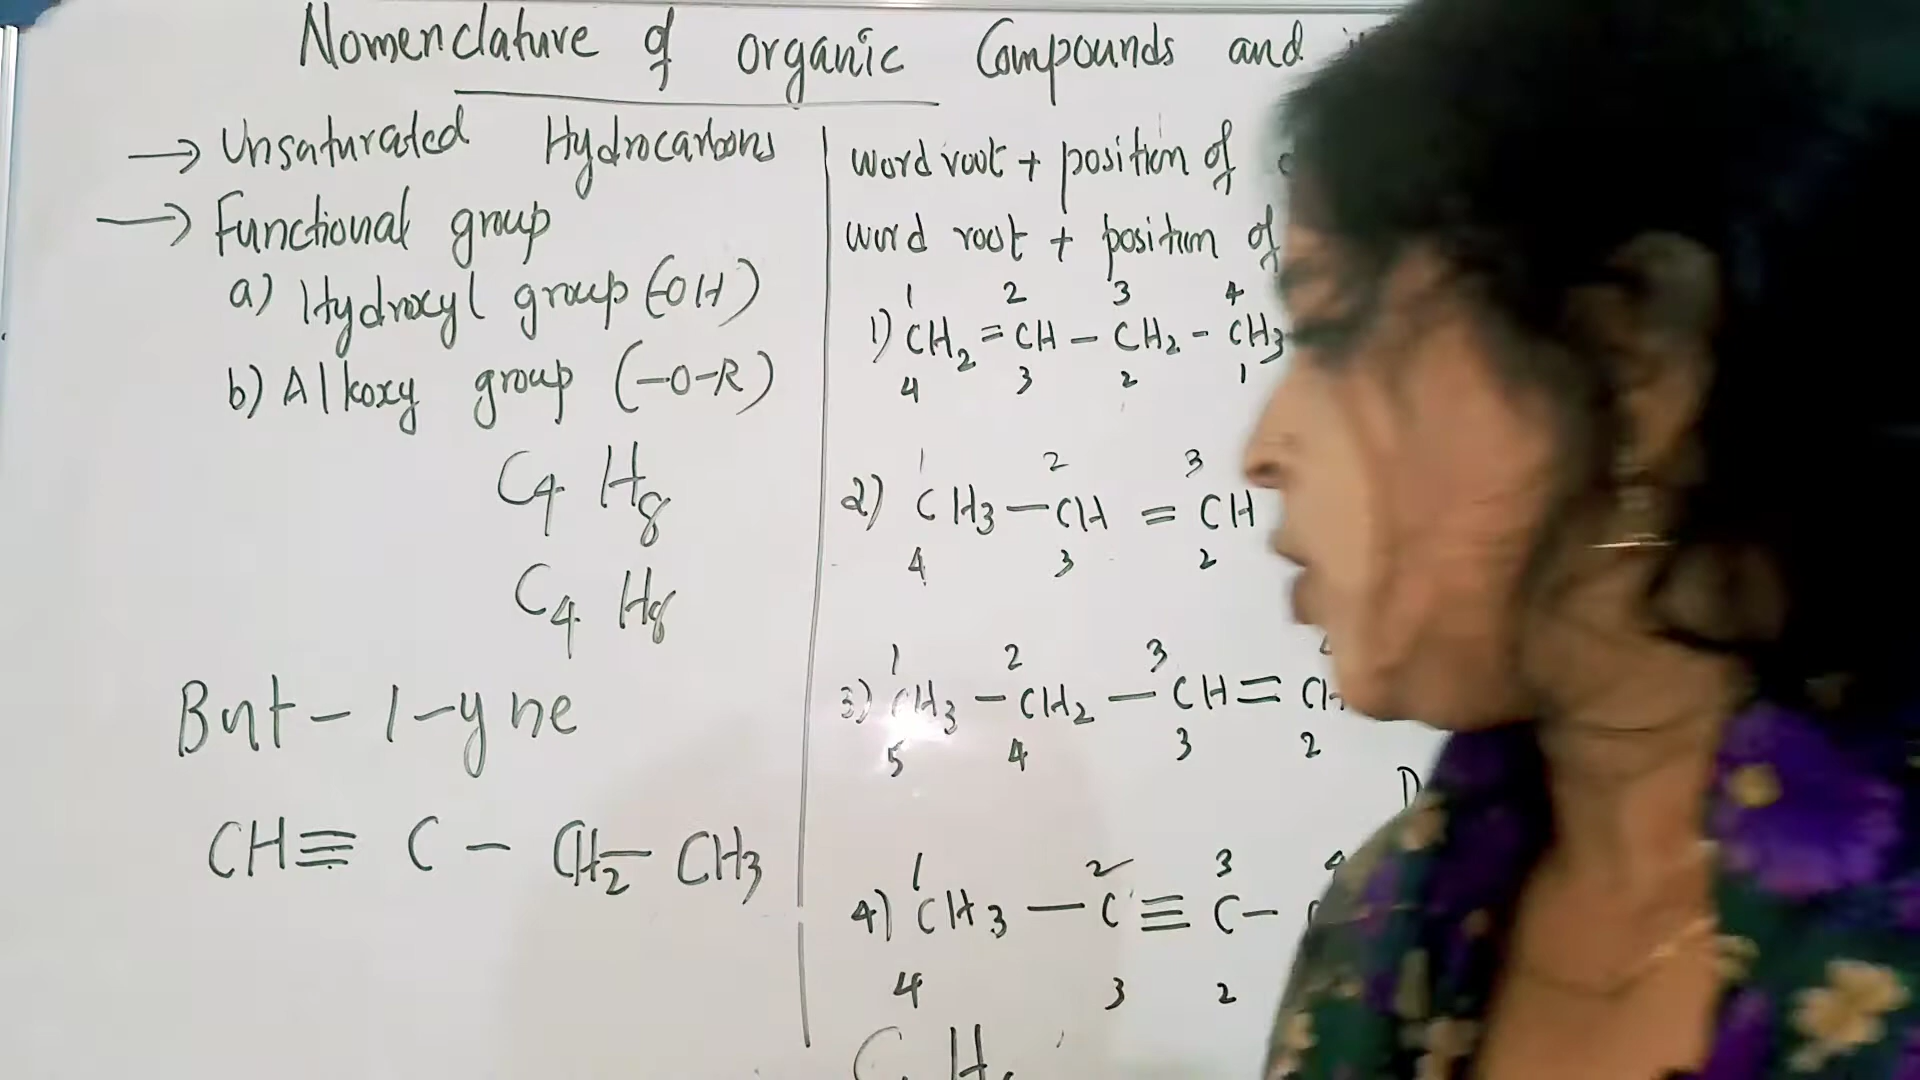 Nomenclature of organic Compounds and
→ Unsaturated Hydrocarbons
→ Functional group
a) Hydroxyl group (-OH)
b) Alkoxy group (-O-R)
C4 H8
C4 H8
But-1-yne
CH≡C-CH2-CH3
word root + position of
word root + position of
1 2 3 4
1) CH2=CH-CH2-CH3
4 3 2 1
1 2 3
2) CH3-CH=CH
4 3 2
1 2 3
3) CH3-CH2-CH=CH
5 4 3 2
D
1 2 3 4
4) CH3-C≡C-
4 3 2
C H